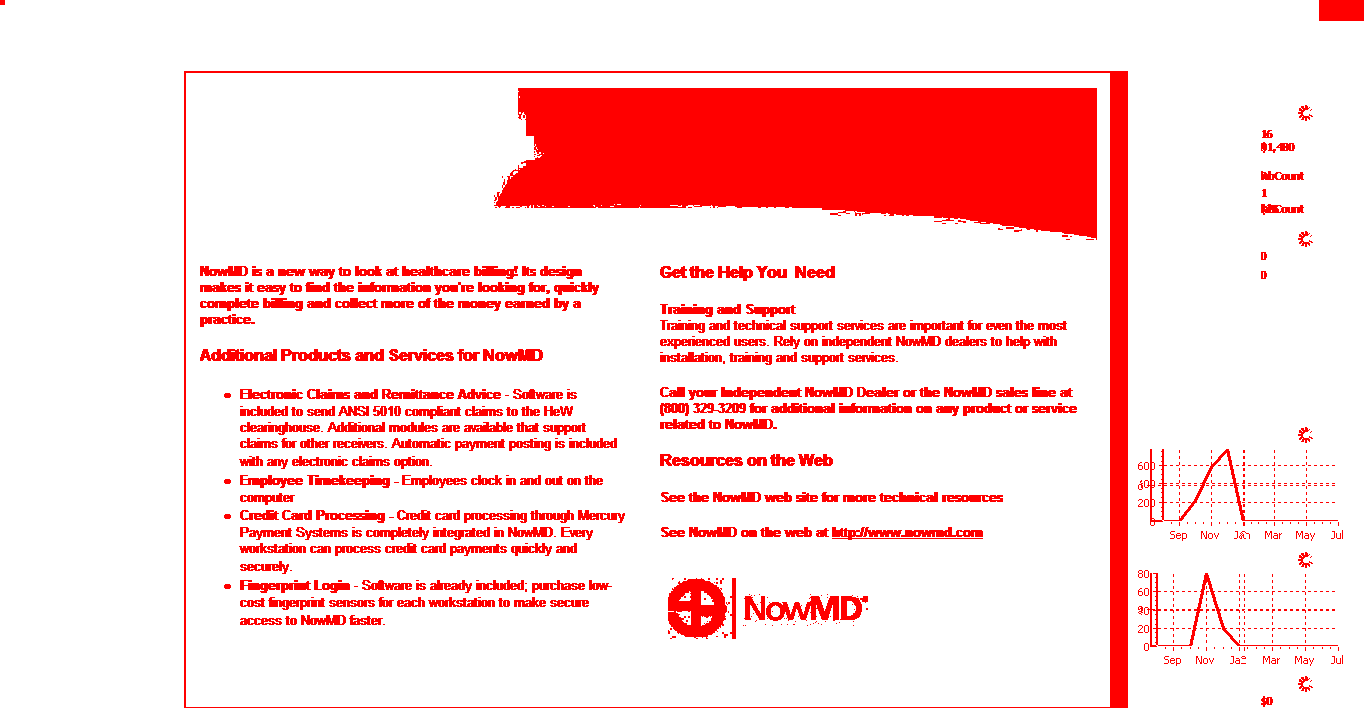 NowMD is a new way to look at healthcare billing! Its design
makes it easy to find the information you're looking for, quickly
complete billing and collect more of the money earned by a
practice.
Additional Products and Services for NowMD
• Electronic Claims and Remittance Advice - Software is
included to send ANSI 5010 compliant claims to the HeW
clearinghouse. Additional modules are available that support
claims for other receivers. Automatic payment posting is included
with any electronic claims option.
• Employee Timekeeping - Employees clock in and out on the
computer
• Credit Card Processing - Credit card processing through Mercury
Payment Systems is completely integrated in NowMD. Every
workstation can process credit card payments quickly and
securely.
• Fingerprint Login - Software is already included; purchase low-
cost fingerprint sensors for each workstation to make secure
access to NowMD faster.
Get the Help You Need
Training and Support
Training and technical support services are important for even the most
experienced users. Rely on independent NowMD dealers to help with
installation, training and support services.
Call your Independent NowMD Dealer or the NowMD sales line at
(800) 329-3209 for additional information on any product or service
related to NowMD.
Resources on the Web
See the NowMD web site for more technical resources
See NowMD on the web at http://www.nowmd.com
NowMD
16
Count
1
Count
0
0
600
400
200
0
Sep Nov Mar May Jul
80
60
20
0
Sep Nov Mar May Jul
$0